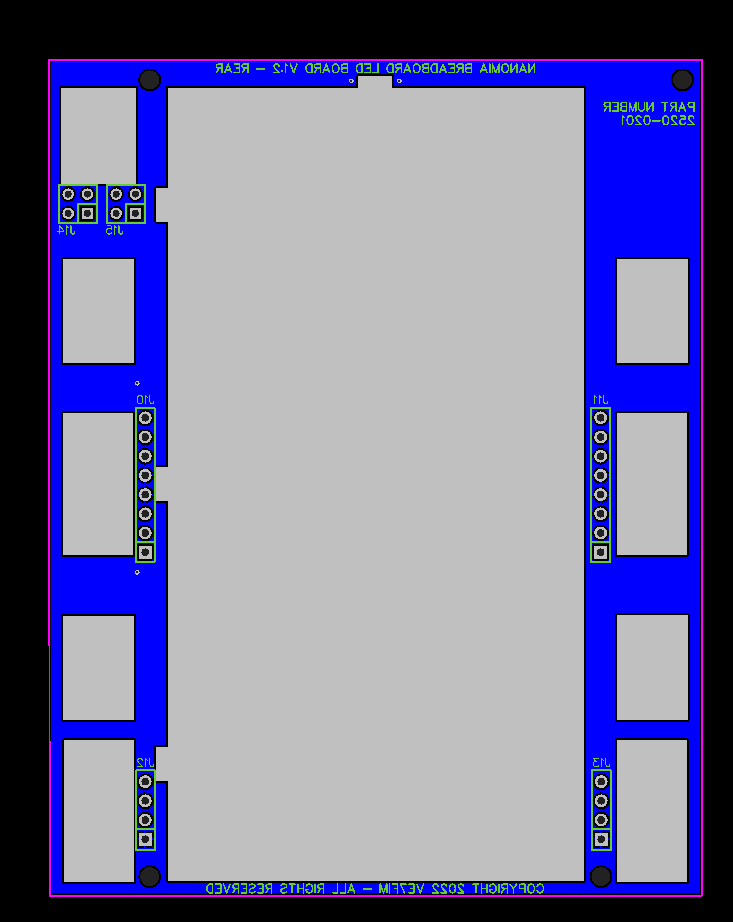 NANOMIA BREADBOARD LED BOARD V1.2 - REAR
PART NUMBER
2520-0201
J14
J15
J10
J11
J12
J13
COPYRIGHT 2022 VE7FIM - ALL RIGHTS RESERVED